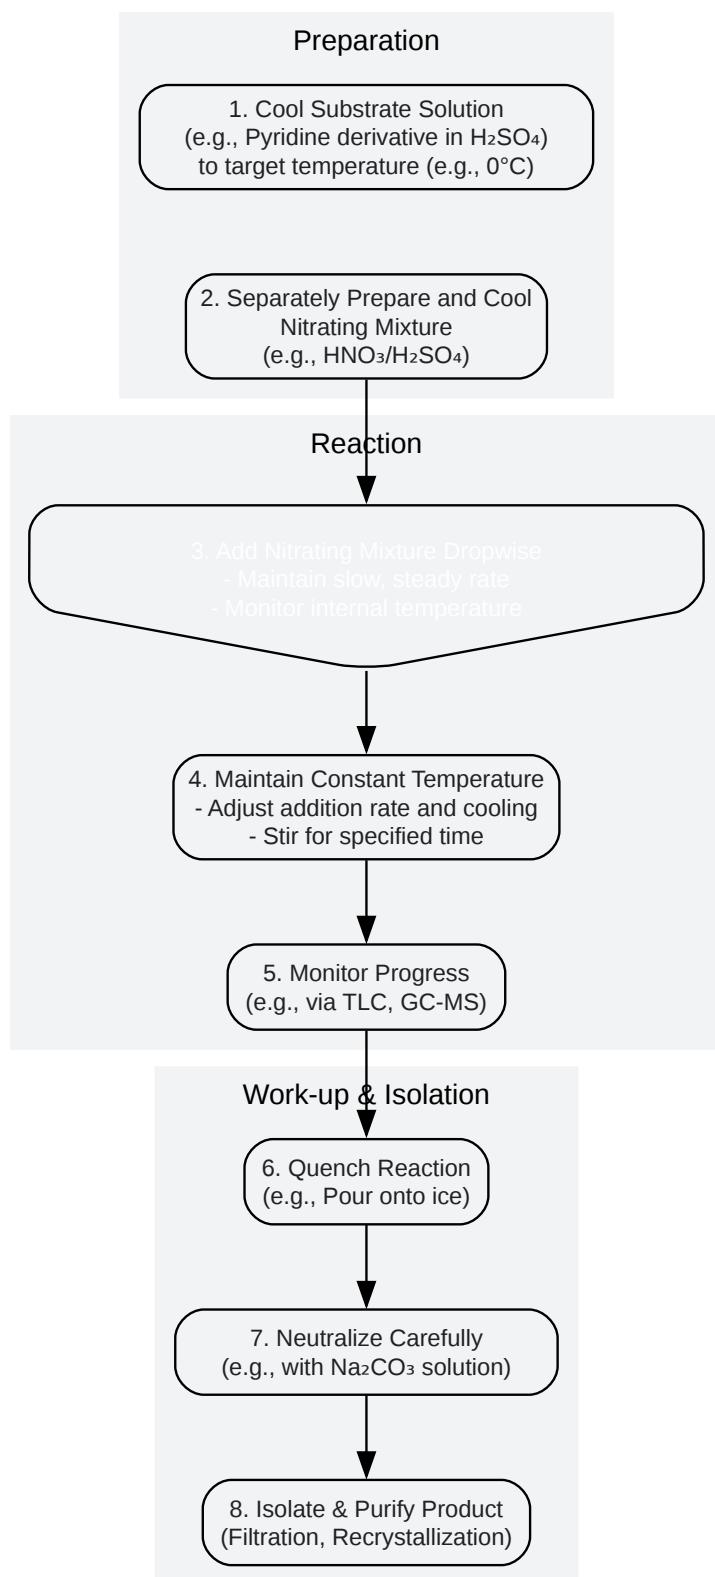 Preparation
1. Cool Substrate Solution
(e.g., Pyridine derivative in H₂SO₄)
to target temperature (e.g., 0°C)
2. Separately Prepare and Cool
Nitrating Mixture
(e.g., HNO₃/H₂SO₄)
Reaction
3. Add Nitrating Mixture Dropwise
- Maintain slow, steady rate
- Monitor internal temperature
4. Maintain Constant Temperature
- Adjust addition rate and cooling
- Stir for specified time
5. Monitor Progress
(e.g., via TLC, GC-MS)
Work-up & Isolation
6. Quench Reaction
(e.g., Pour onto ice)
7. Neutralize Carefully
(e.g., with Na₂CO₃ solution)
8. Isolate & Purify Product
(Filtration, Recrystallization)